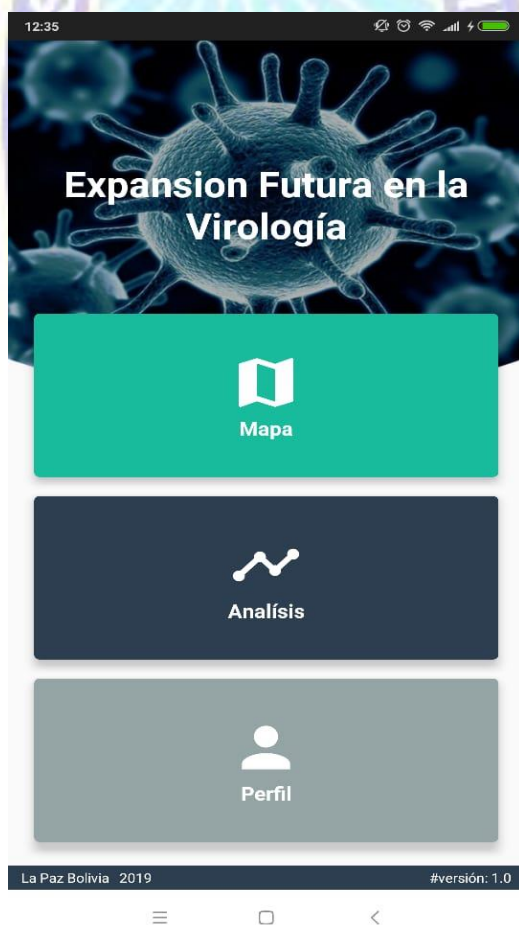 12:35
Expansion Futura en la
Virología
Mapa
Analísis
Perfil
La Paz Bolivia 2019 #versión: 1.0